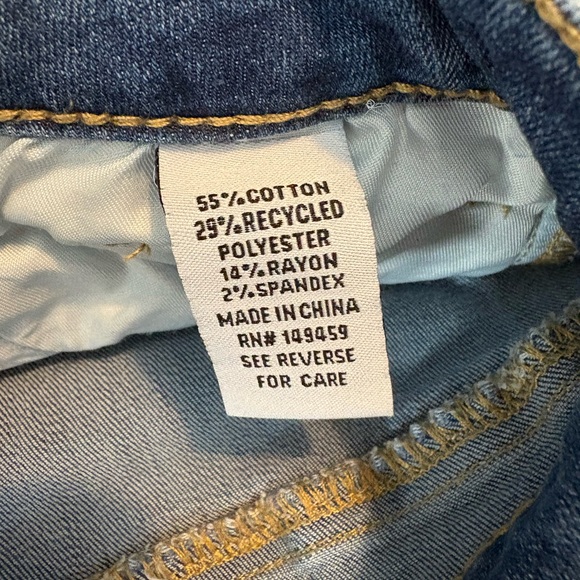 55% COTTON
29% RECYCLED
POLYESTER
14% RAYON
2% SPANDEX
MADE IN CHINA
RN# 149459
SEE REVERSE
FOR CARE